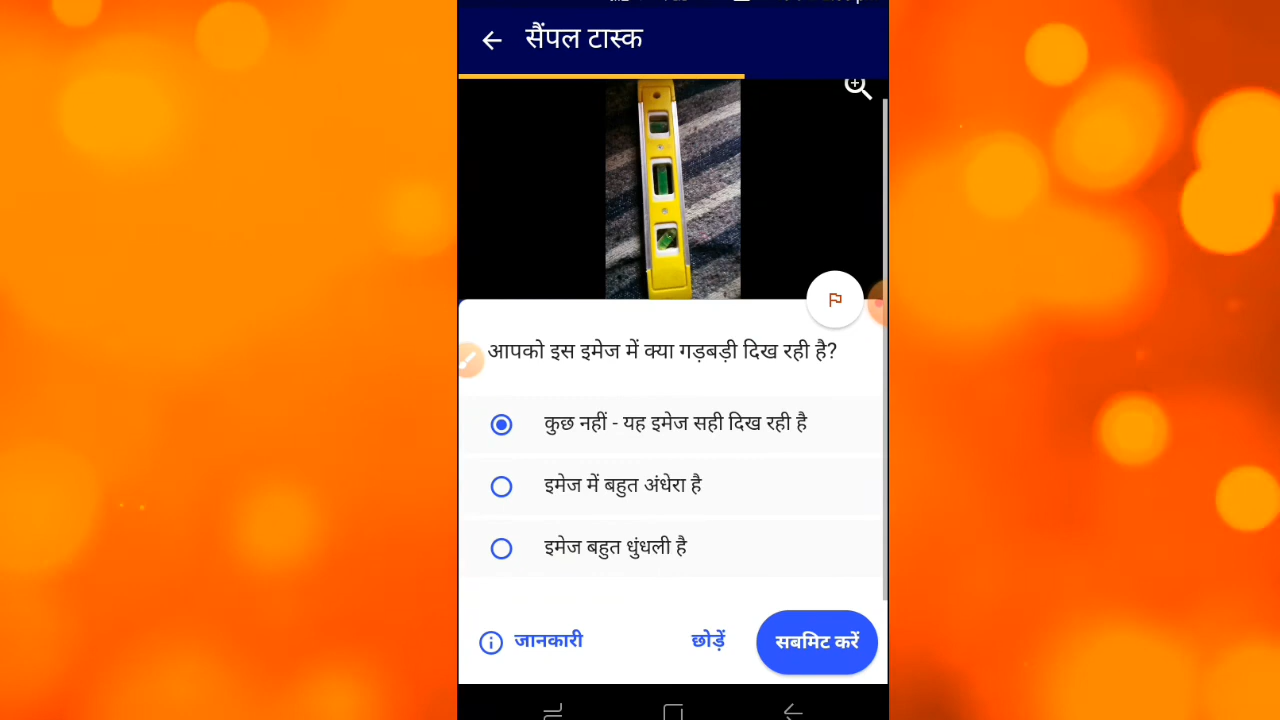 सैंपल टास्क
आपको इस इमेज में क्या गड़बड़ी दिख रही है?
कुछ नहीं - यह इमेज सही दिख रही है
इमेज में बहुत अंधेरा है
इमेज बहुत धुंधली है
जानकारी
छोड़ें
सबमिट करें